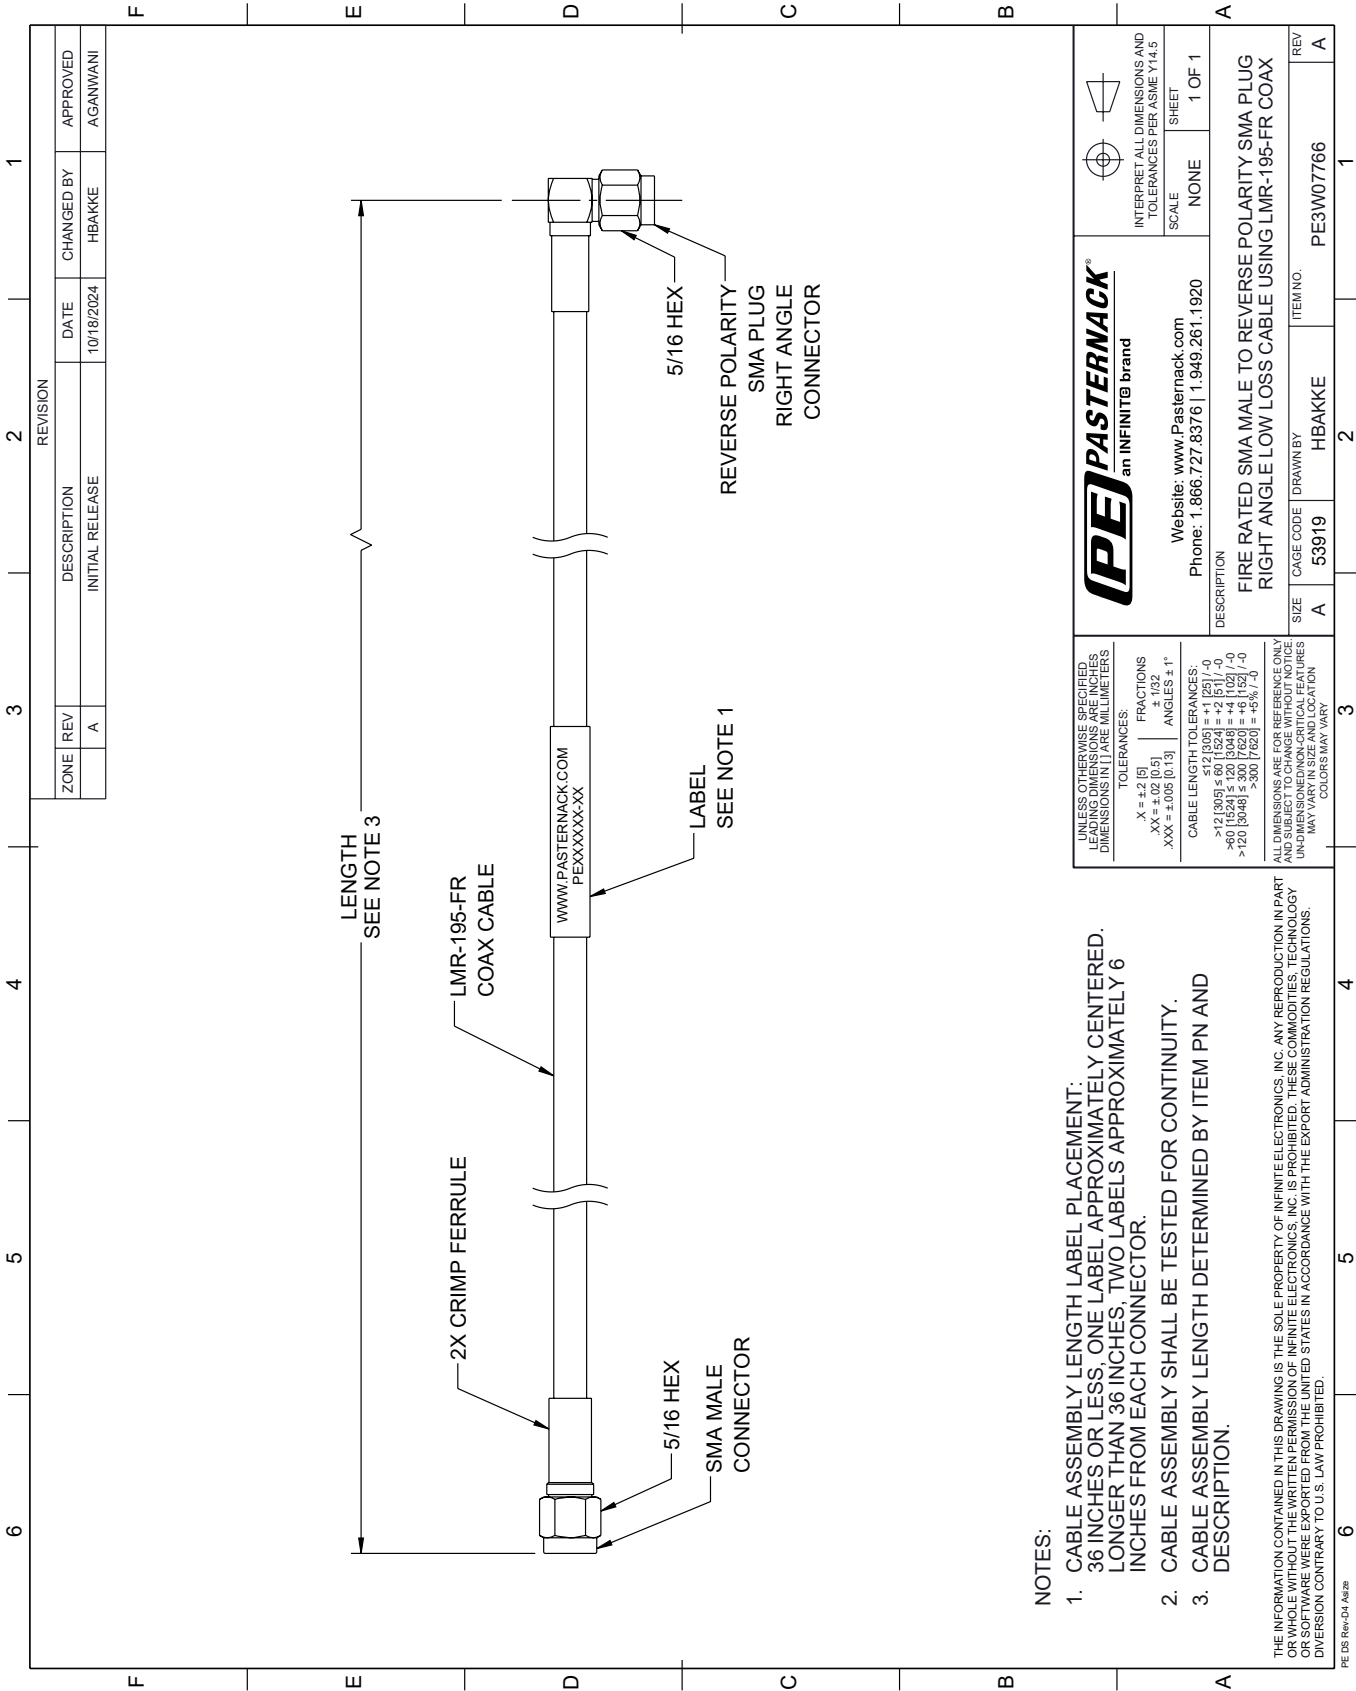 REVISION
ZONE REV DESCRIPTION DATE CHANGED BY APPROVED
A INITIAL RELEASE 10/18/2024 HBAKKE AGANWANI
6 5 4 3 2 1
F
E
D
C
B
A
LENGTH
SEE NOTE 3
2X CRIMP FERRULE
LMR-195-FR
COAX CABLE
WWW.PASTERNACK.COM
PEXXXXXX-XX
5/16 HEX
SMA MALE
CONNECTOR
LABEL
SEE NOTE 1
5/16 HEX
REVERSE POLARITY
SMA PLUG
RIGHT ANGLE
CONNECTOR
NOTES:
1. CABLE ASSEMBLY LENGTH LABEL PLACEMENT:
36 INCHES OR LESS, ONE LABEL APPROXIMATELY CENTERED.
LONGER THAN 36 INCHES, TWO LABELS APPROXIMATELY 6
INCHES FROM EACH CONNECTOR.
2. CABLE ASSEMBLY SHALL BE TESTED FOR CONTINUITY.
3. CABLE ASSEMBLY LENGTH DETERMINED BY ITEM PN AND
DESCRIPTION.
THE INFORMATION CONTAINED IN THIS DRAWING IS THE SOLE PROPERTY OF INFINITE ELECTRONICS, INC. ANY REPRODUCTION IN PART
OR WHOLE WITHOUT THE WRITTEN PERMISSION OF INFINITE ELECTRONICS, INC. IS PROHIBITED. THESE COMMODITIES, TECHNOLOGY
OR SOFTWARE WERE EXPORTED FROM THE UNITED STATES IN ACCORDANCE WITH THE EXPORT ADMINISTRATION REGULATIONS.
DIVERSION CONTRARY TO U.S. LAW PROHIBITED.
UNLESS OTHERWISE SPECIFIED
LEADING DIMENSIONS ARE INCHES
DIMENSIONS IN [ ] ARE MILLIMETERS
TOLERANCES:
.X = ±.2 [5] FRACTIONS
.XX = ±.02 [0.5] ± 1/32
.XXX = ±.005 [0.13] ANGLES ± 1°
CABLE LENGTH TOLERANCES:
≤12 [305] = +1 [25] / -0
>12 [305] ≤ 60 [1524] = +2 [51] / -0
>60 [1524] ≤ 120 [3048] = +4 [102] / -0
>120 [3048] ≤ 300 [7620] = +6 [152] / -0
>300 [7620] = +5% / -0
ALL DIMENSIONS ARE FOR REFERENCE ONLY
AND SUBJECT TO CHANGE WITHOUT NOTICE.
UN-DIMENSIONED/NON-CRITICAL FEATURES
MAY VARY IN SIZE AND LOCATION
COLORS MAY VARY
PE PASTERNACK®
an INFINIT® brand
Website: www.Pasternack.com
Phone: 1.866.727.8376 | 1.949.261.1920
INTERPRET ALL DIMENSIONS AND
TOLERANCES PER ASME Y14.5
SCALE NONE SHEET 1 OF 1
DESCRIPTION
FIRE RATED SMA MALE TO REVERSE POLARITY SMA PLUG
RIGHT ANGLE LOW LOSS CABLE USING LMR-195-FR COAX
SIZE CAGE CODE DRAWN BY ITEM NO. REV
A 53919 HBAKKE PE3W07766 A
F
E
D
C
B
A
6 5 4 3 2 1
PE DS Rev-D4 Asize